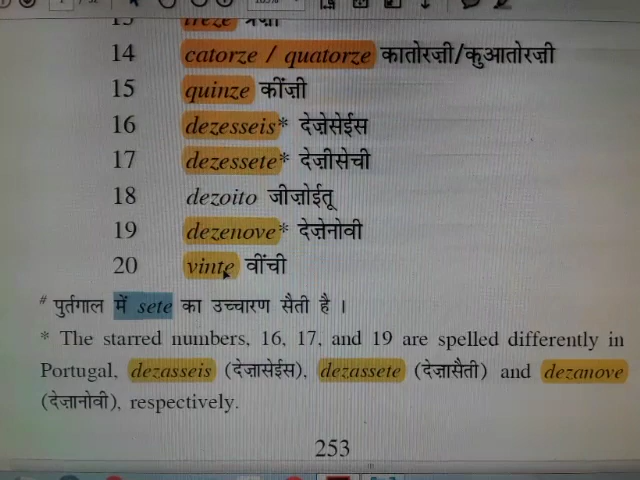 treze
14 catorze / quatorze कातोरज़ी/कुआतोरज़ी
15 quinze कींज़ी
16 dezesseis* देज़ेसेईस
17 dezessete* देज़ीसेची
18 dezoito जीज़ोईतू
19 dezenove* देज़ेनोवी
20 vinte वींची
# पुर्तगाल में sete का उच्चारण सैती है ।
* The starred numbers, 16, 17, and 19 are spelled differently in
Portugal, dezasseis (देज़ासेईस), dezassete (देज़ासैती) and dezanove
(देज़ानोवी), respectively.
253